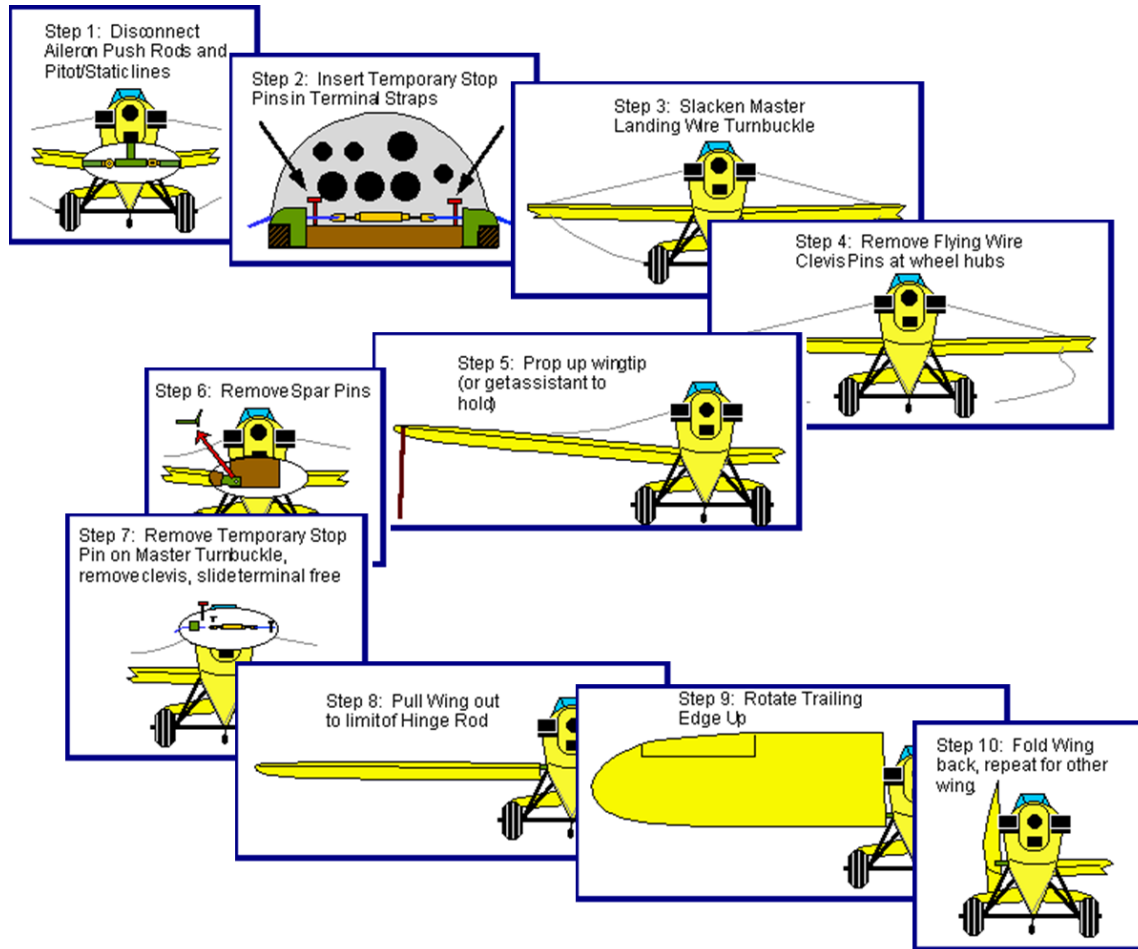 Step 1: Disconnect
Aileron Push Rods and
Pitot/Static lines
Step 2: Insert Temporary Stop
Pins in Terminal Straps
Step 3: Slacken Master
Landing Wire Turnbuckle
Step 4: Remove Flying Wire
Clevis Pins at wheel hubs
Step 5: Prop up wingtip
(or get assistant to
hold)
Step 6: Remove Spar Pins
Step 7: Remove Temporary Stop
Pin on Master Turnbuckle,
remove clevis, slide terminal free
Step 8: Pull Wing out
to limit of Hinge Rod
Step 9: Rotate Trailing
Edge Up
Step 10: Fold Wing
back, repeat for other
wing